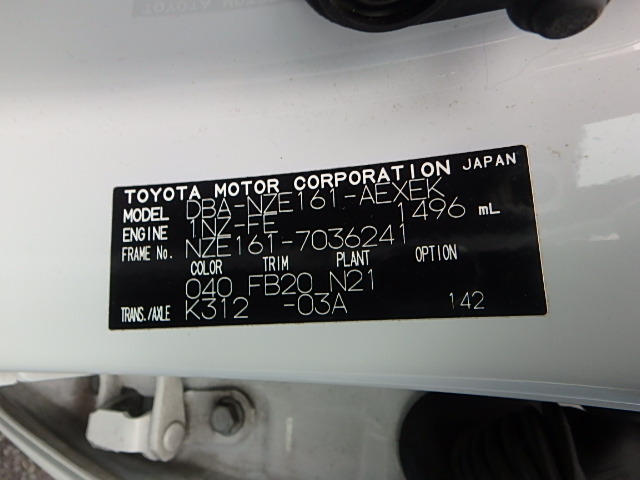 TOYOTA MOTOR CORPORATION JAPAN
MODEL DBA-NZE161-AEXEK
ENGINE 1NZ-FE 1496 mL
FRAME No. NZE161-7036241
COLOR TRIM PLANT OPTION
040 FB20 N21
TRANS./AXLE K312 -03A 142